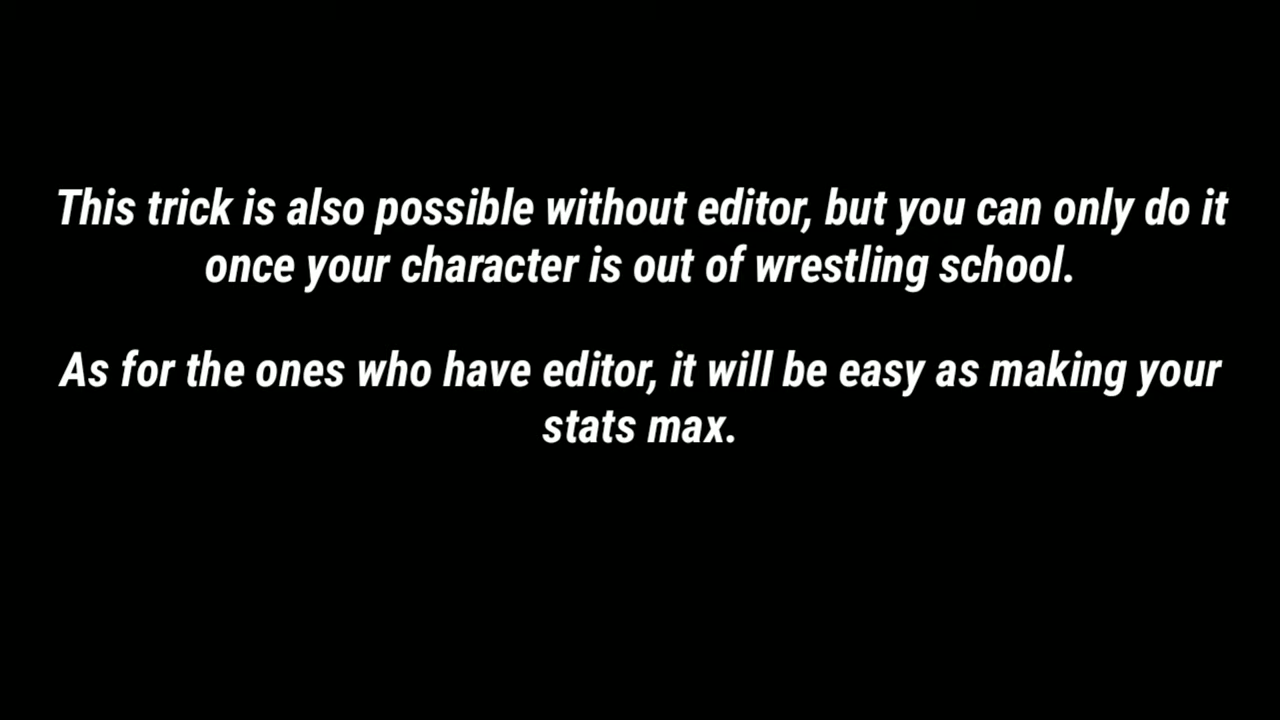 This trick is also possible without editor, but you can only do it
once your character is out of wrestling school.
As for the ones who have editor, it will be easy as making your
stats max.